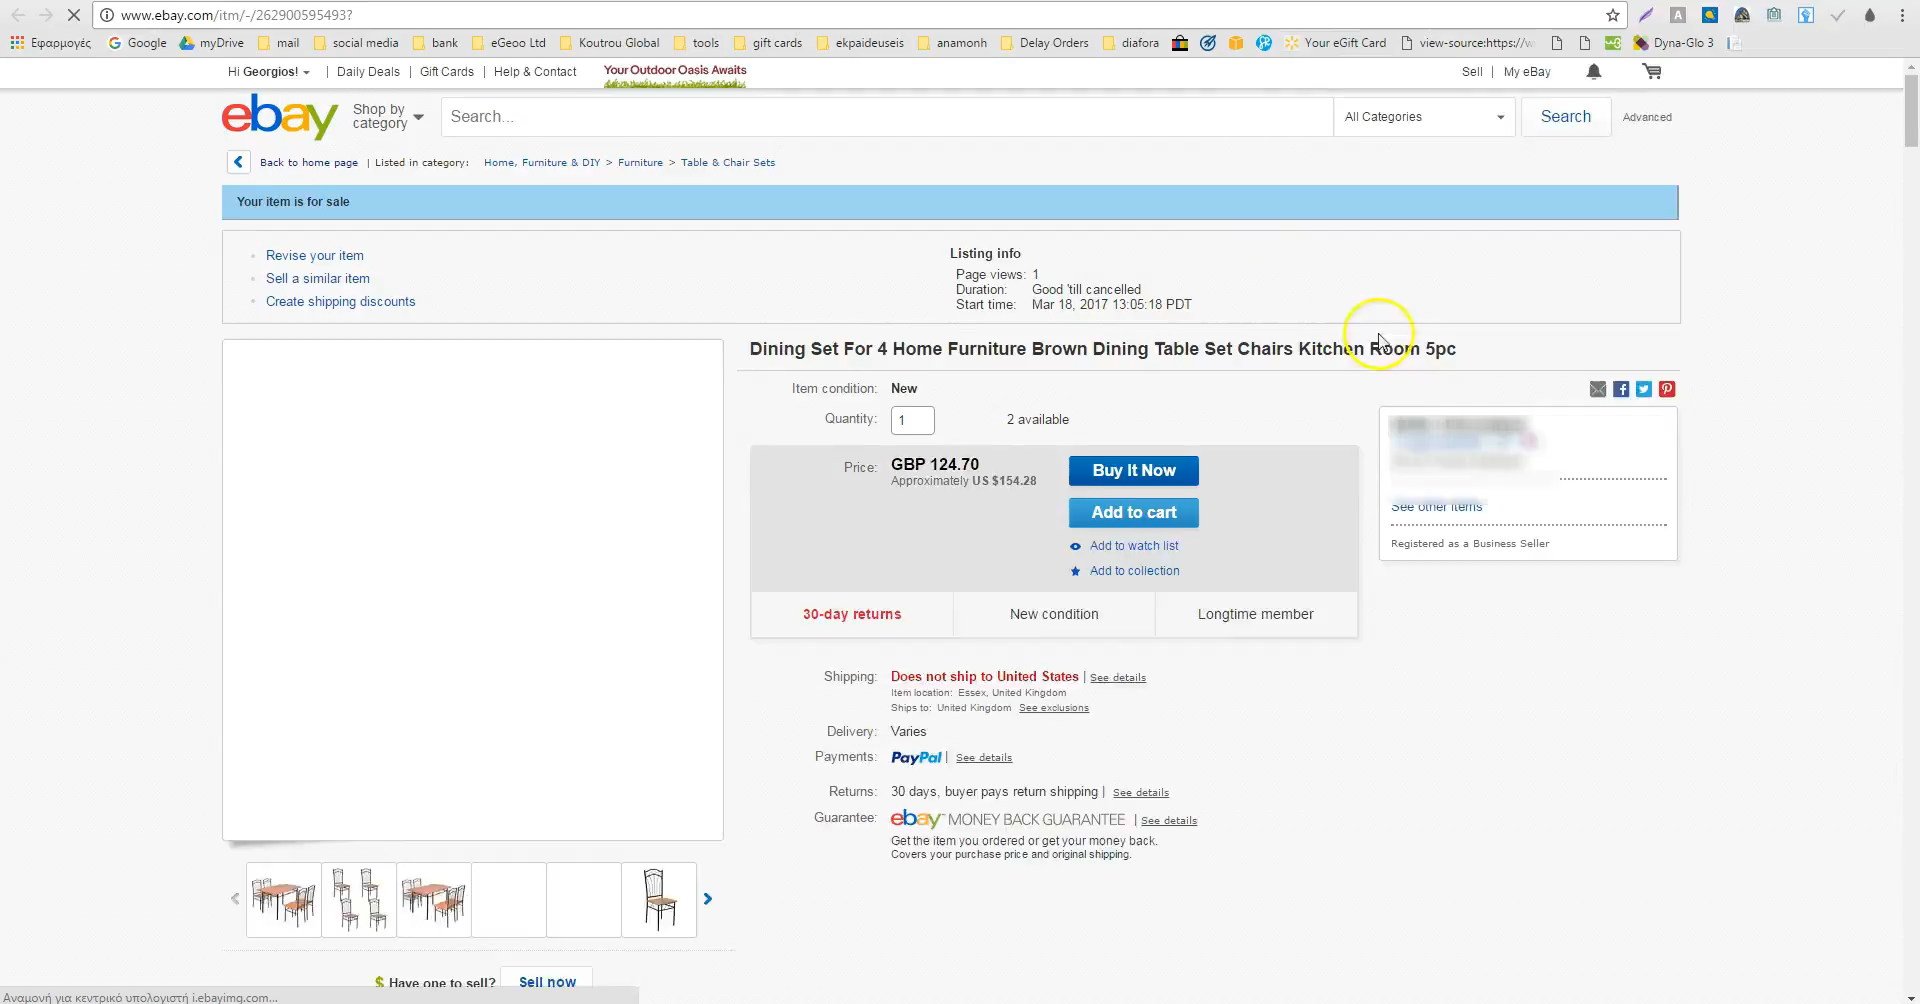 www.ebay.com/itm/-/262900595493?
Εφαρμογές Google myDrive mail social media bank eGeoo Ltd Koutrou Global tools gift cards ekpaideuseis anamonh Delay Orders diafora Your eGift Card view-source:https://w Dyna-Glo 3
Hi Georgios! | Daily Deals | Gift Cards | Help & Contact Your Outdoor Oasis Awaits Sell | My eBay
ebay Shop by category Search... All Categories Search Advanced
Back to home page | Listed in category: Home, Furniture & DIY > Furniture > Table & Chair Sets
Your item is for sale
Revise your item
Sell a similar item
Create shipping discounts
Listing info
Page views: 1
Duration: Good 'till cancelled
Start time: Mar 18, 2017 13:05:18 PDT
Dining Set For 4 Home Furniture Brown Dining Table Set Chairs Kitchen Room 5pc
Item condition: New
Quantity: 1 2 available
Price: GBP 124.70 Buy It Now
Approximately US $154.28
Add to cart
Add to watch list
Add to collection
30-day returns New condition Longtime member
See other items
Registered as a Business Seller
Shipping: Does not ship to United States | See details
Item location: Essex, United Kingdom
Ships to: United Kingdom See exclusions
Delivery: Varies
Payments: PayPal | See details
Returns: 30 days, buyer pays return shipping | See details
Guarantee: ebay MONEY BACK GUARANTEE | See details
Get the item you ordered or get your money back.
Covers your purchase price and original shipping.
$ Have one to sell? Sell now
Αναμονή για κεντρικό υπολογιστή i.ebayimg.com...